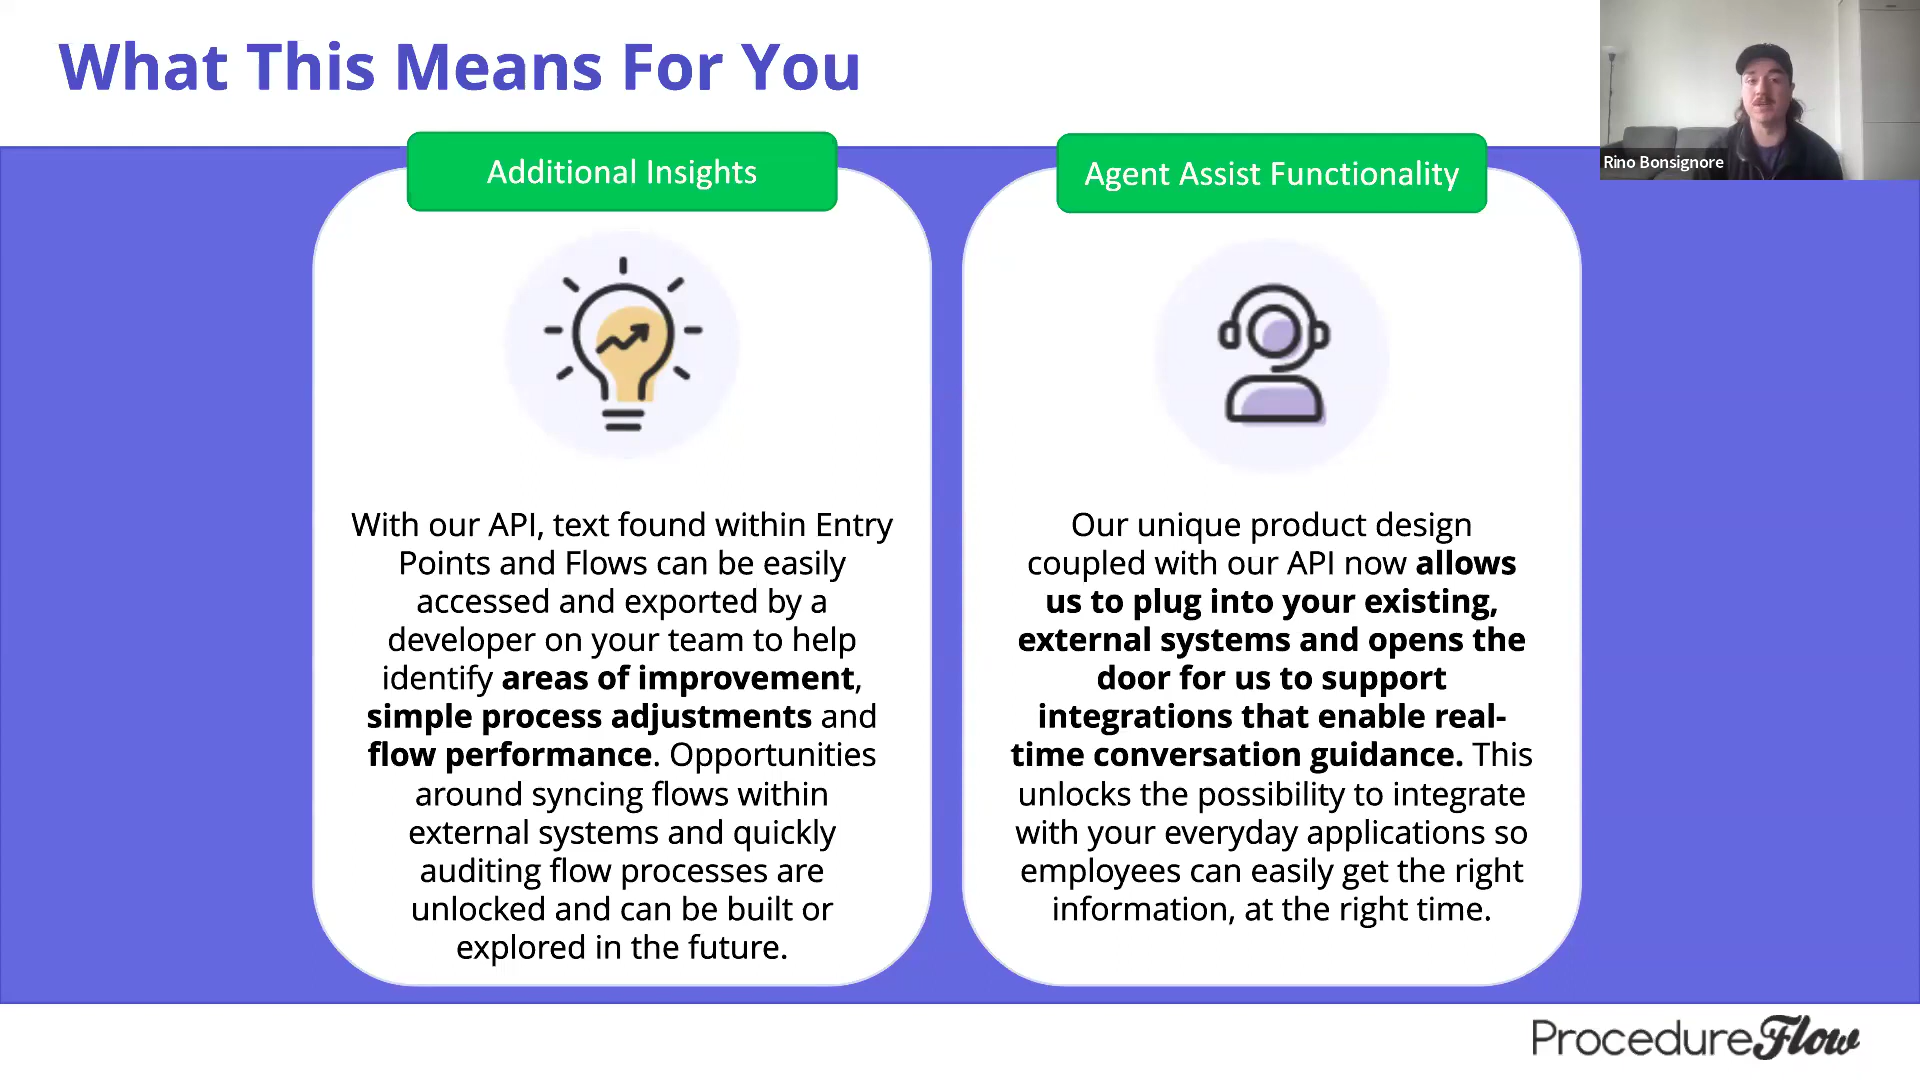 What This Means For You
Rino Bonsignore
Additional Insights
With our API, text found within Entry
Points and Flows can be easily
accessed and exported by a
developer on your team to help
identify areas of improvement,
simple process adjustments and
flow performance. Opportunities
around syncing flows within
external systems and quickly
auditing flow processes are
unlocked and can be built or
explored in the future.
Agent Assist Functionality
Our unique product design
coupled with our API now allows
us to plug into your existing,
external systems and opens the
door for us to support
integrations that enable real-
time conversation guidance. This
unlocks the possibility to integrate
with your everyday applications so
employees can easily get the right
information, at the right time.
ProcedureFlow